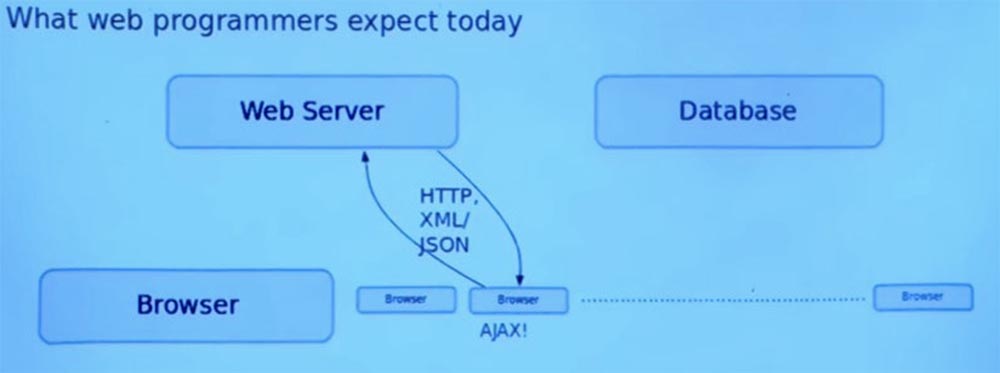 What web programmers expect today
Web Server
Database
HTTP,
XML/
JSON
Browser
Browser
Browser
Browser
AJAX!